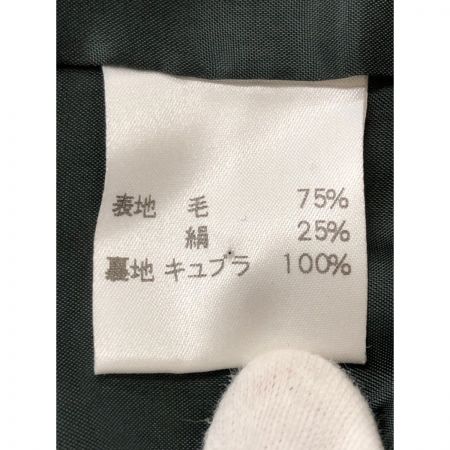 表地 毛 75%
絹 25%
裏地 キュプラ 100%